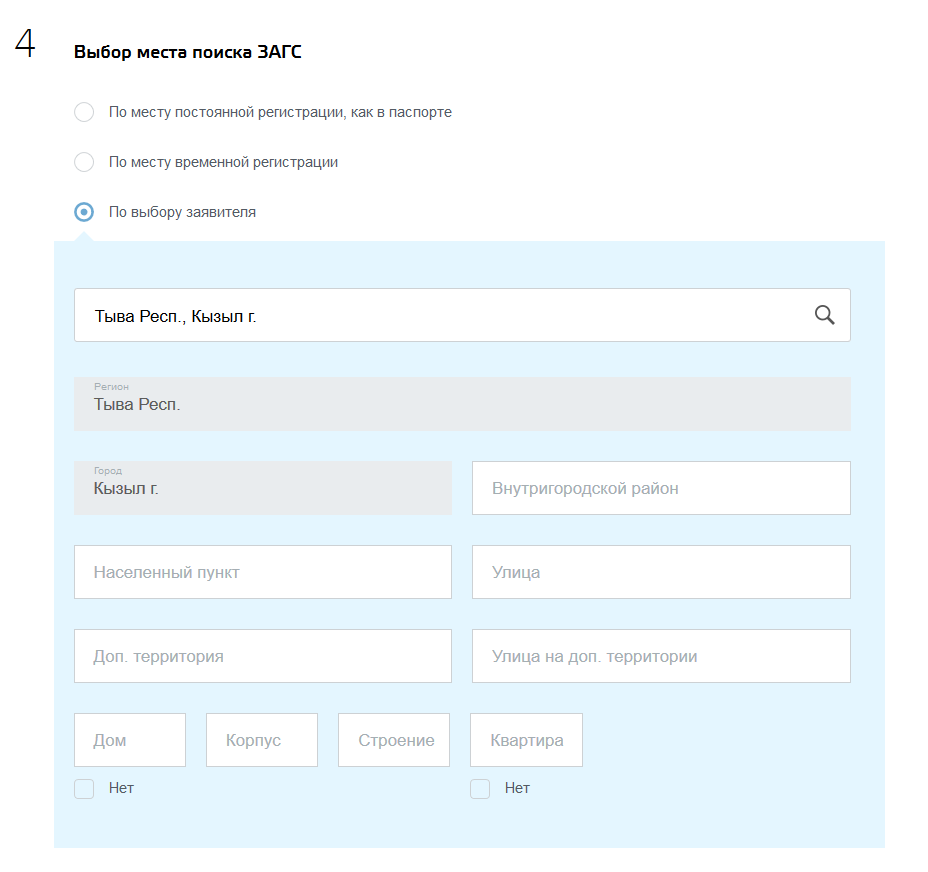 4
Выбор места поиска ЗАГС
По месту постоянной регистрации, как в паспорте
По месту временной регистрации
По выбору заявителя
Тыва Респ., Кызыл г.
Регион
Тыва Респ.
Город
Кызыл г.
Внутригородской район
Населенный пункт
Улица
Доп. территория
Улица на доп. территории
Дом
Корпус
Строение
Квартира
Нет
Нет